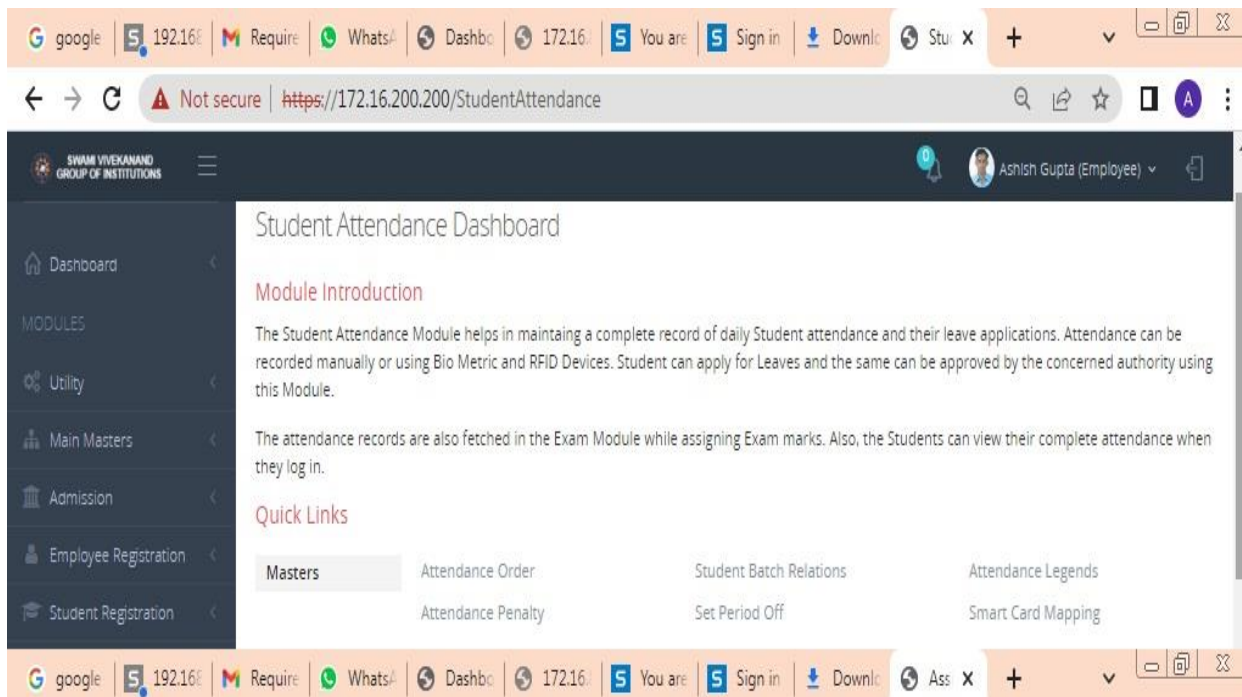 google 192.168 Require WhatsA Dashbo 172.16. You are Sign in Downlo Stu
Not secure https://172.16.200.200/StudentAttendance A
SWAMI VIVEKANAND
GROUP OF INSTITUTIONS
0
Ashish Gupta (Employee)
Student Attendance Dashboard
Dashboard
MODULES
Utility
Main Masters
Admission
Employee Registration
Student Registration
Module Introduction
The Student Attendance Module helps in maintaing a complete record of daily Student attendance and their leave applications. Attendance can be
recorded manually or using Bio Metric and RFID Devices. Student can apply for Leaves and the same can be approved by the concerned authority using
this Module.
The attendance records are also fetched in the Exam Module while assigning Exam marks. Also, the Students can view their complete attendance when
they log in.
Quick Links
Masters Attendance Order Student Batch Relations Attendance Legends
Attendance Penalty Set Period Off Smart Card Mapping
google 192.168 Require WhatsA Dashbo 172.16. You are Sign in Downlo Ass